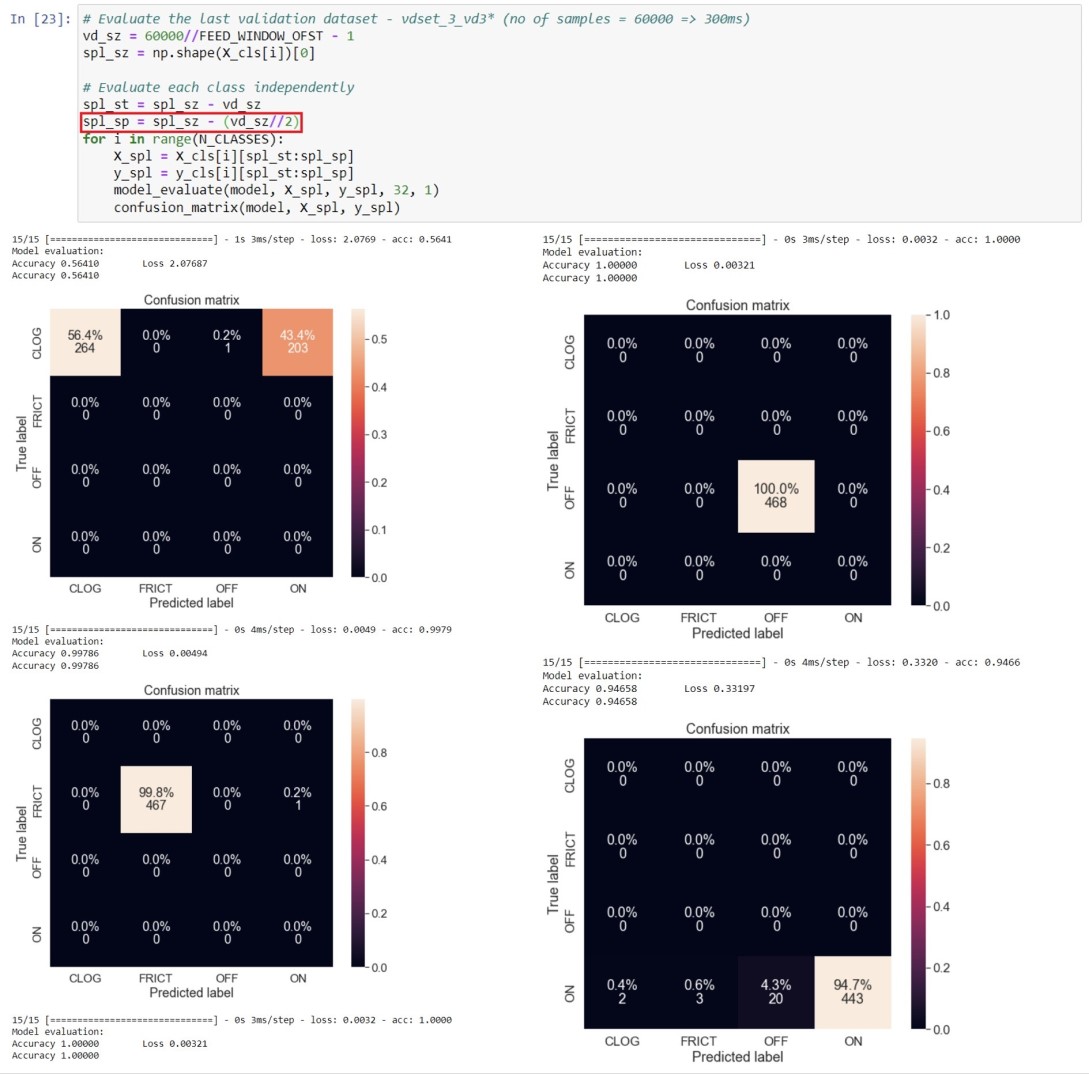 In [23]:
# Evaluate the last validation dataset - vdset_3_vd3* (no of samples = 60000 => 300ms)
vd_sz = 60000//FEED_WINDOW_OFST - 1
spl_sz = np.shape(X_cls[i])[0]
# Evaluate each class independently
spl_st = spl_sz - vd_sz
spl_sp = spl_sz - (vd_sz//2)
for i in range(N_CLASSES):
X_spl = X_cls[i][spl_st:spl_sp]
y_spl = y_cls[i][spl_st:spl_sp]
model_evaluate(model, X_spl, y_spl, 32, 1)
confusion_matrix(model, X_spl, y_spl)
15/15 [==============================] - 1s 3ms/step - loss: 2.0769 - acc: 0.5641
Model evaluation:
Accuracy 0.56410 Loss 2.07687
Accuracy 0.56410
Confusion matrix
CLOG
56.4% 0.0% 0.2% 43.4%
264 0 1 203
FRICT
0.0% 0.0% 0.0% 0.0%
0 0 0 0
OFF
0.0% 0.0% 0.0% 0.0%
0 0 0 0
ON
0.0% 0.0% 0.0% 0.0%
0 0 0 0
True label
CLOG FRICT OFF ON
Predicted label
0.5
0.4
0.3
0.2
0.1
0.0
15/15 [==============================] - 0s 4ms/step - loss: 0.0049 - acc: 0.9979
Model evaluation:
Accuracy 0.99786 Loss 0.00494
Accuracy 0.99786
Confusion matrix
CLOG
0.0% 0.0% 0.0% 0.0%
0 0 0 0
FRICT
0.0% 99.8% 0.0% 0.2%
0 467 0 1
OFF
0.0% 0.0% 0.0% 0.0%
0 0 0 0
ON
0.0% 0.0% 0.0% 0.0%
0 0 0 0
True label
CLOG FRICT OFF ON
Predicted label
0.8
0.6
0.4
0.2
0.0
15/15 [==============================] - 0s 3ms/step - loss: 0.0032 - acc: 1.0000
Model evaluation:
Accuracy 1.00000 Loss 0.00321
Accuracy 1.00000
15/15 [==============================] - 0s 3ms/step - loss: 0.0032 - acc: 1.0000
Model evaluation:
Accuracy 1.00000 Loss 0.00321
Accuracy 1.00000
Confusion matrix
CLOG
0.0% 0.0% 0.0% 0.0%
0 0 0 0
FRICT
0.0% 0.0% 0.0% 0.0%
0 0 0 0
OFF
0.0% 0.0% 100.0% 0.0%
0 0 468 0
ON
0.0% 0.0% 0.0% 0.0%
0 0 0 0
True label
CLOG FRICT OFF ON
Predicted label
1.0
0.8
0.6
0.4
0.2
0.0
15/15 [==============================] - 0s 4ms/step - loss: 0.3320 - acc: 0.9466
Model evaluation:
Accuracy 0.94658 Loss 0.33197
Accuracy 0.94658
Confusion matrix
CLOG
0.0% 0.0% 0.0% 0.0%
0 0 0 0
FRICT
0.0% 0.0% 0.0% 0.0%
0 0 0 0
OFF
0.0% 0.0% 0.0% 0.0%
0 0 0 0
ON
0.4% 0.6% 4.3% 94.7%
2 3 20 443
True label
CLOG FRICT OFF ON
Predicted label
0.8
0.6
0.4
0.2
0.0